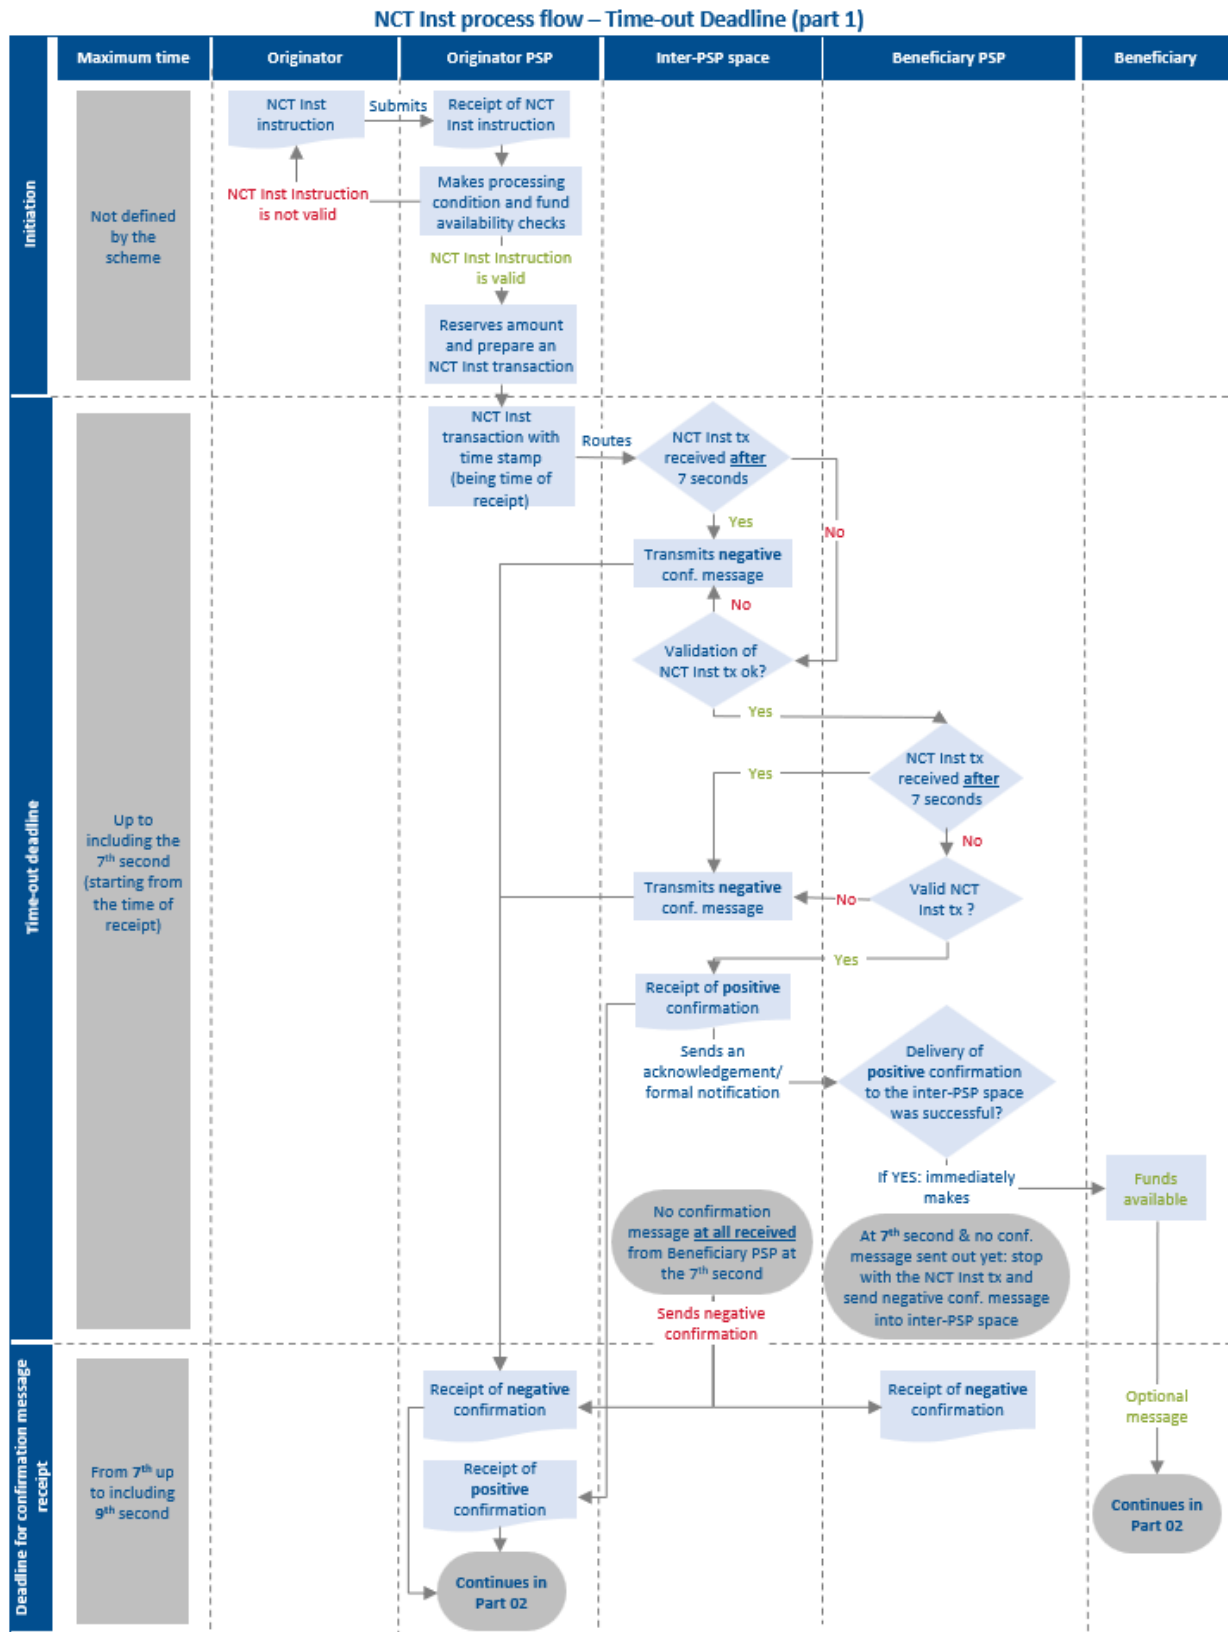 NCT Inst process flow – Time-out Deadline (part 1)
Maximum time
Originator
Originator PSP
Inter-PSP space
Beneficiary PSP
Beneficiary
Initiation
Not defined
by the
scheme
NCT Inst
instruction
Submits
Receipt of NCT
Inst instruction
NCT Inst Instruction
is not valid
Makes processing
condition and fund
availability checks
NCT Inst Instruction
is valid
Reserves amount
and prepare an
NCT Inst transaction
Time-out deadline
Up to
including the
7th second
(starting from
the time of
receipt)
NCT Inst
transaction with
time stamp
(being time of
receipt)
Routes
NCT Inst tx
received after
7 seconds
Yes
No
Transmits negative
conf. message
No
Validation of
NCT Inst tx ok?
Yes
NCT Inst tx
received after
7 seconds
Yes
No
Transmits negative
conf. message
No
Valid NCT
Inst tx ?
Yes
Receipt of positive
confirmation
Sends an
acknowledgement/
formal notification
Delivery of
positive confirmation
to the inter-PSP space
was successful?
If YES: immediately
makes
Funds
available
No confirmation
message at all received
from Beneficiary PSP at
the 7th second
At 7th second & no conf.
message sent out yet: stop
with the NCT Inst tx and
send negative conf. message
into inter-PSP space
Sends negative
confirmation
Deadline for confirmation message
receipt
From 7th up
to including
9th second
Receipt of negative
confirmation
Receipt of negative
confirmation
Optional
message
Receipt of
positive
confirmation
Continues in
Part 02
Continues in
Part 02